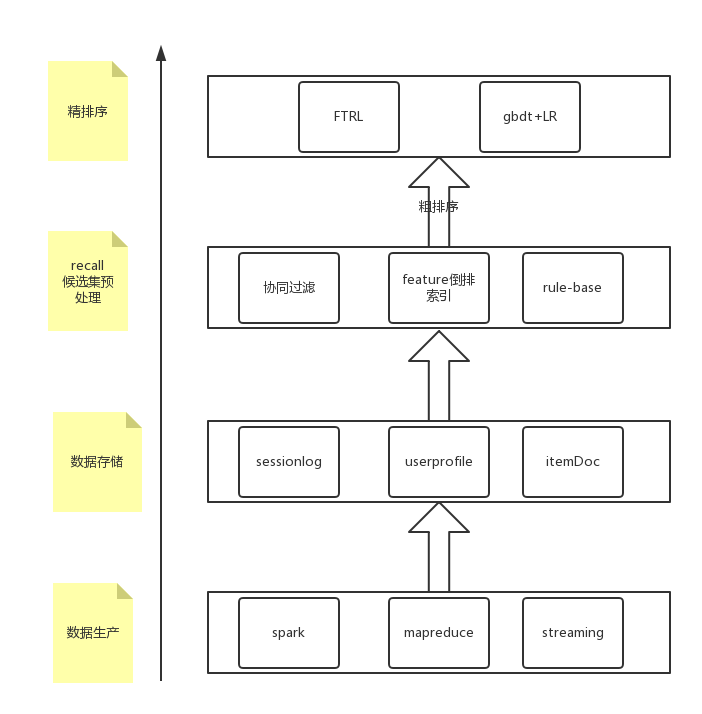 精排序
FTRL
gbdt+LR
粗排序
recall
候选集预
处理
协同过滤
feature倒排
索引
rule-base
数据存储
sessionlog
userprofile
itemDoc
数据生产
spark
mapreduce
streaming